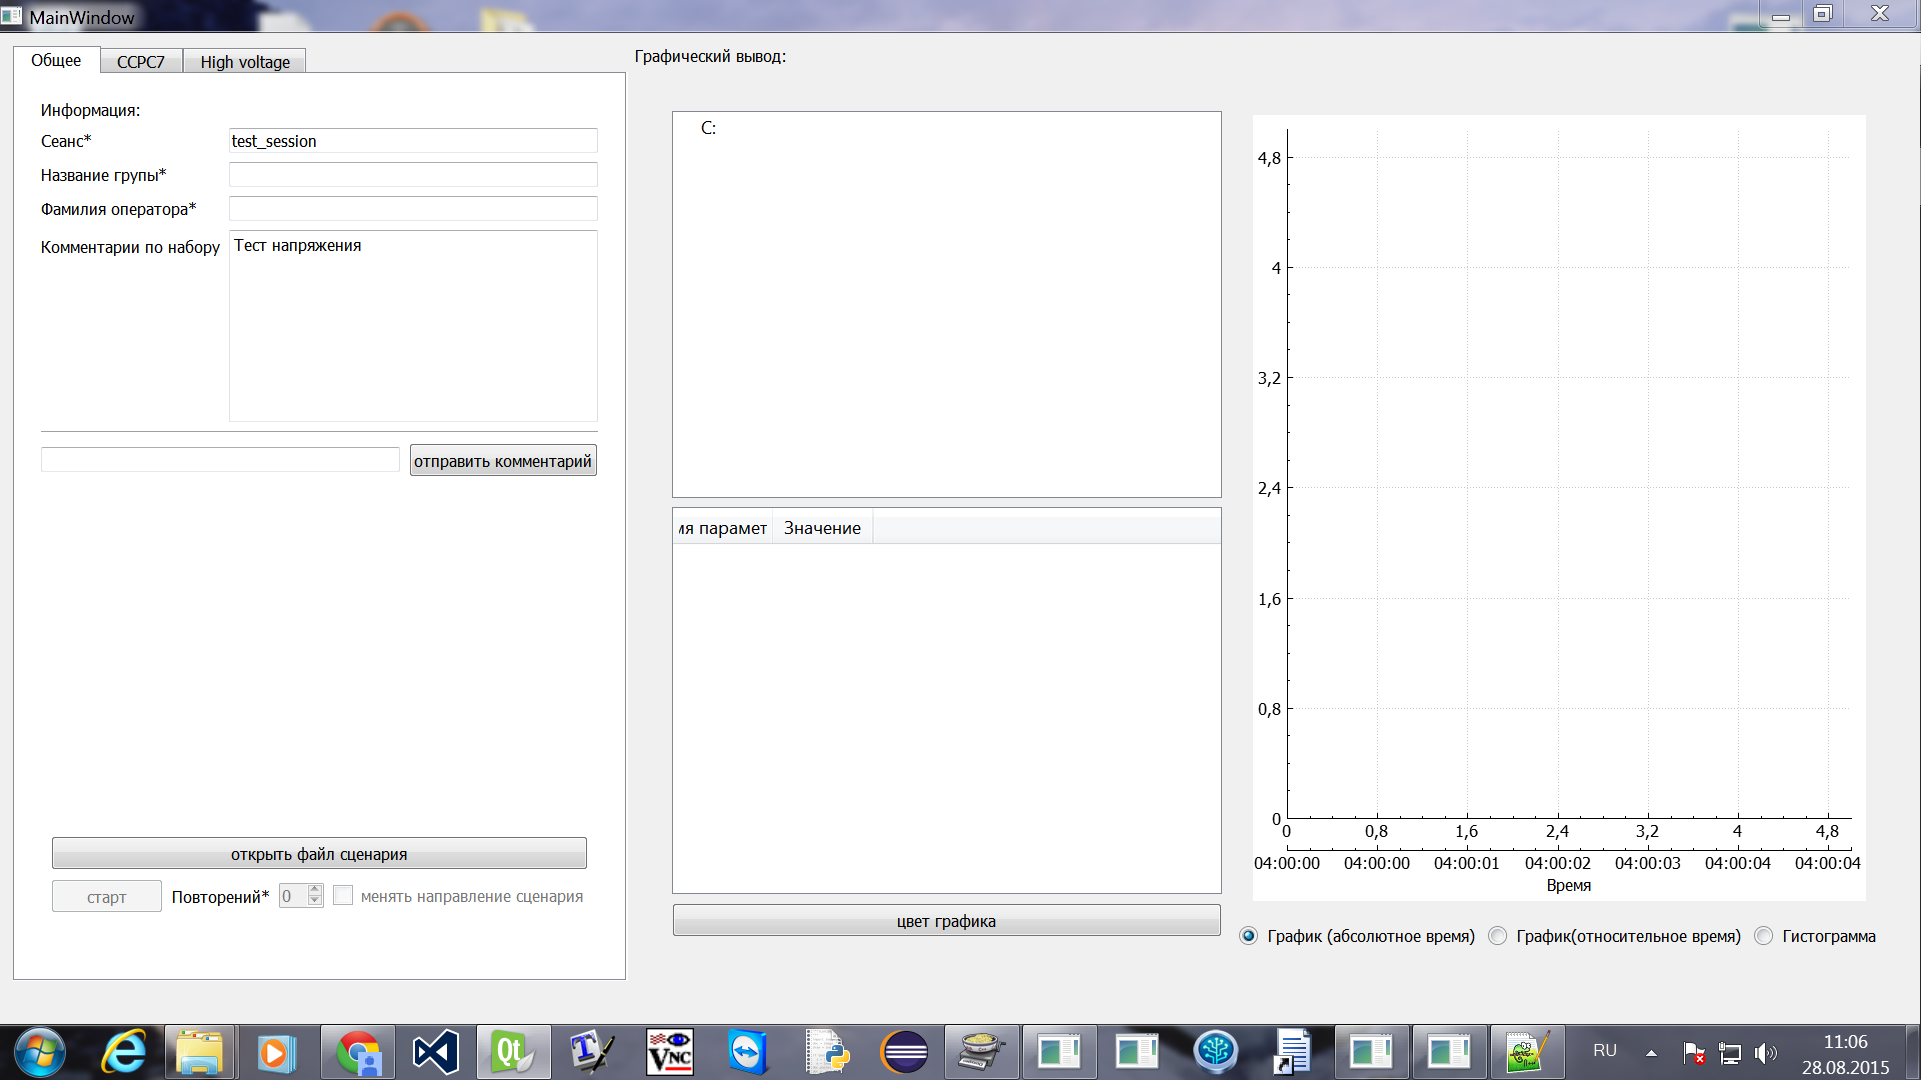 MainWindow
Общее
CCPC7
High voltage
Информация:
Сеанс*
test_session
Название групы*
Фамилия оператора*
Комментарии по набору
Тест напряжения
отправить комментарий
открыть файл сценария
старт
Повторений*
0
менять направление сценария
Графический вывод:
C:
мя парамет
Значение
цвет графика
4,8
4
3,2
2,4
1,6
0,8
0
0 0,8 1,6 2,4 3,2 4 4,8
04:00:00 04:00:00 04:00:01 04:00:02 04:00:03 04:00:04 04:00:04
Время
График (абсолютное время)
График(относительное время)
Гистограмма
Qt
VNC
RU
11:06
28.08.2015